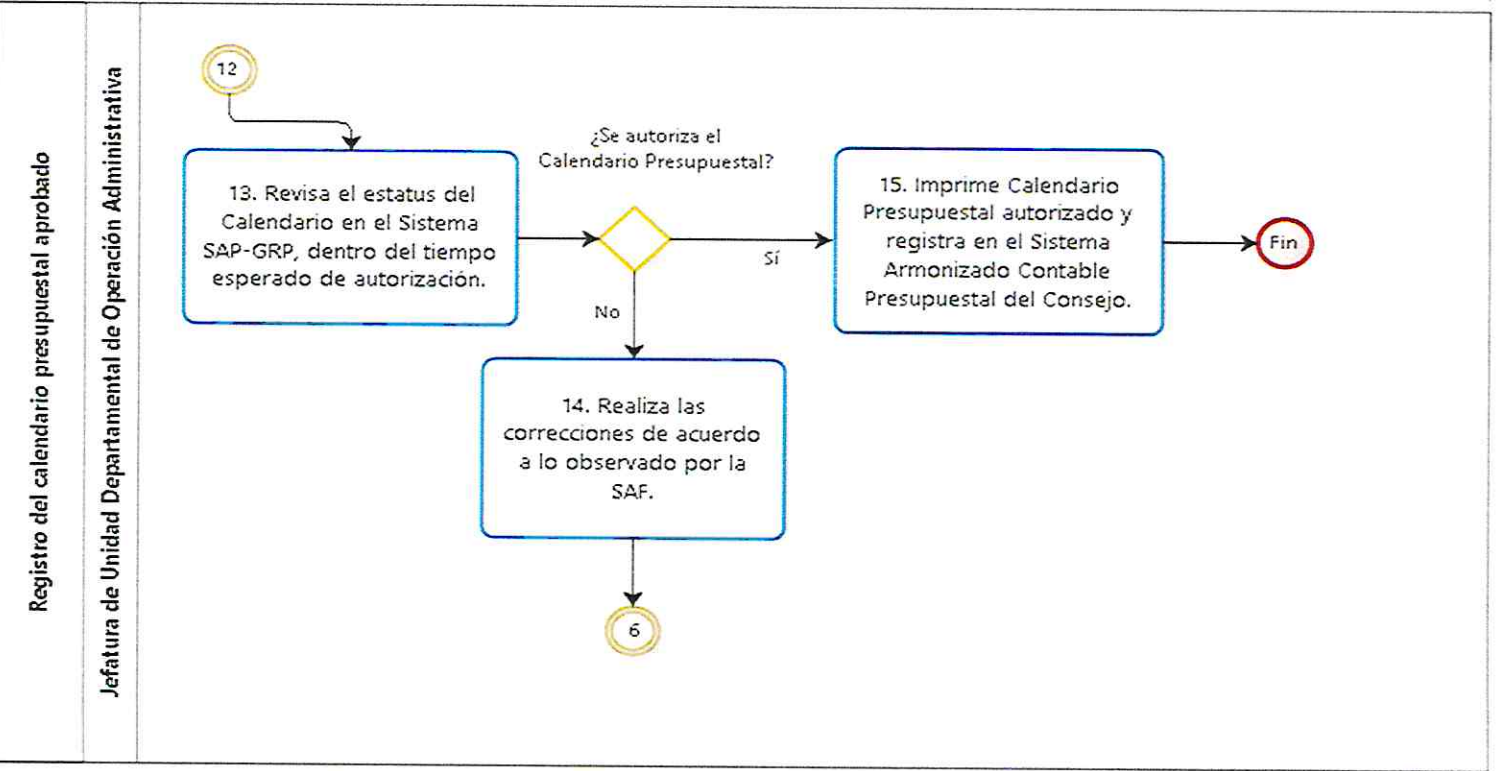 Registro del calendario presupuestal aprobado
Jefatura de Unidad Departamental de Operación Administrativa
12
13. Revisa el estatus del
Calendario en el Sistema
SAP-GRP, dentro del tiempo
esperado de autorización.
¿Se autoriza el
Calendario Presupuestal?
Sí
No
15. Imprime Calendario
Presupuestal autorizado y
registra en el Sistema
Armonizado Contable
Presupuestal del Consejo.
Fin
14. Realiza las
correcciones de acuerdo
a lo observado por la
SAF.
6